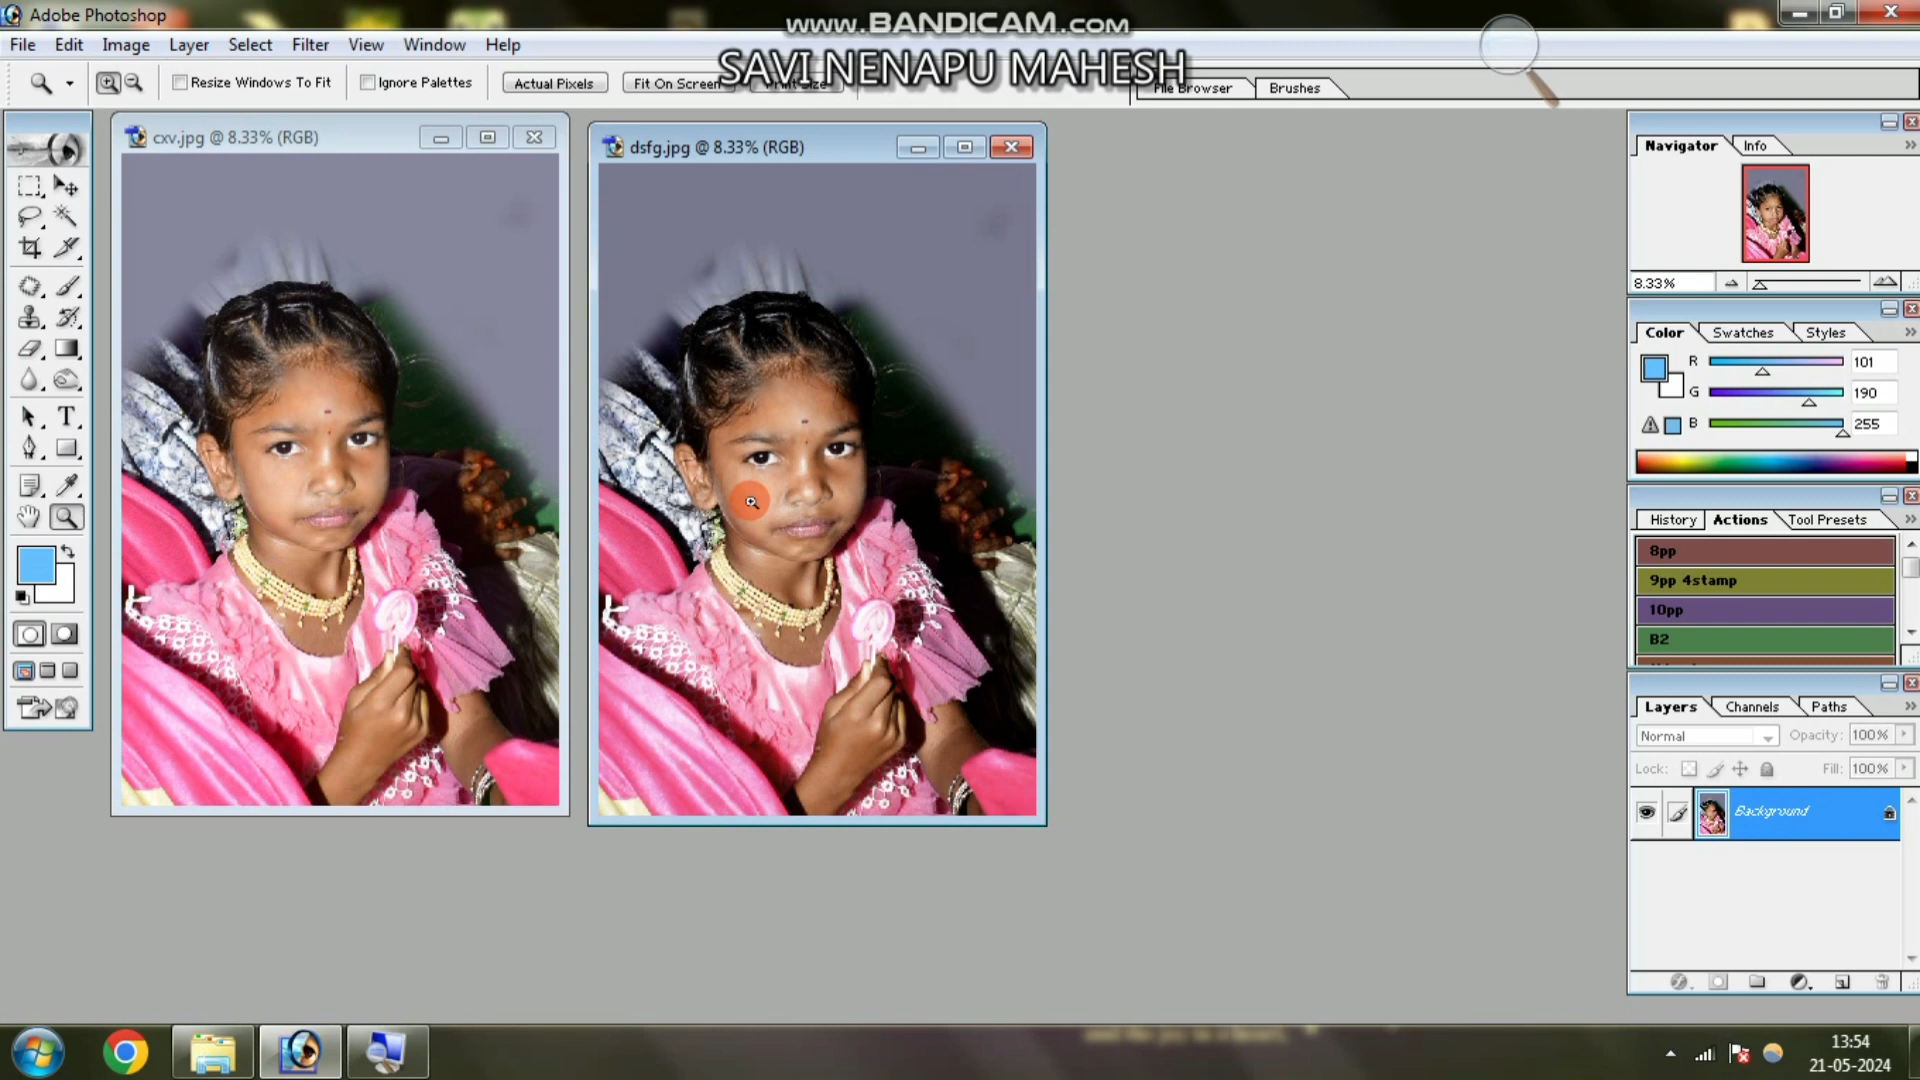 Adobe Photoshop
www.BANDICAM.com
File Edit Image Layer Select Filter View Window Help
SAVI NENAPU MAHESH
Resize Windows To Fit Ignore Palettes Actual Pixels Fit On Screen Print Size File Browser Brushes
cxv.jpg @ 8.33% (RGB)
dsfg.jpg @ 8.33% (RGB)
Navigator Info
8.33%
Color Swatches Styles
R 101
G 190
B 255
History Actions Tool Presets
8pp
9pp 4stamp
10pp
B2
Layers Channels Paths
Normal Opacity: 100%
Lock: Fill: 100%
Background
T
13:54
21-05-2024